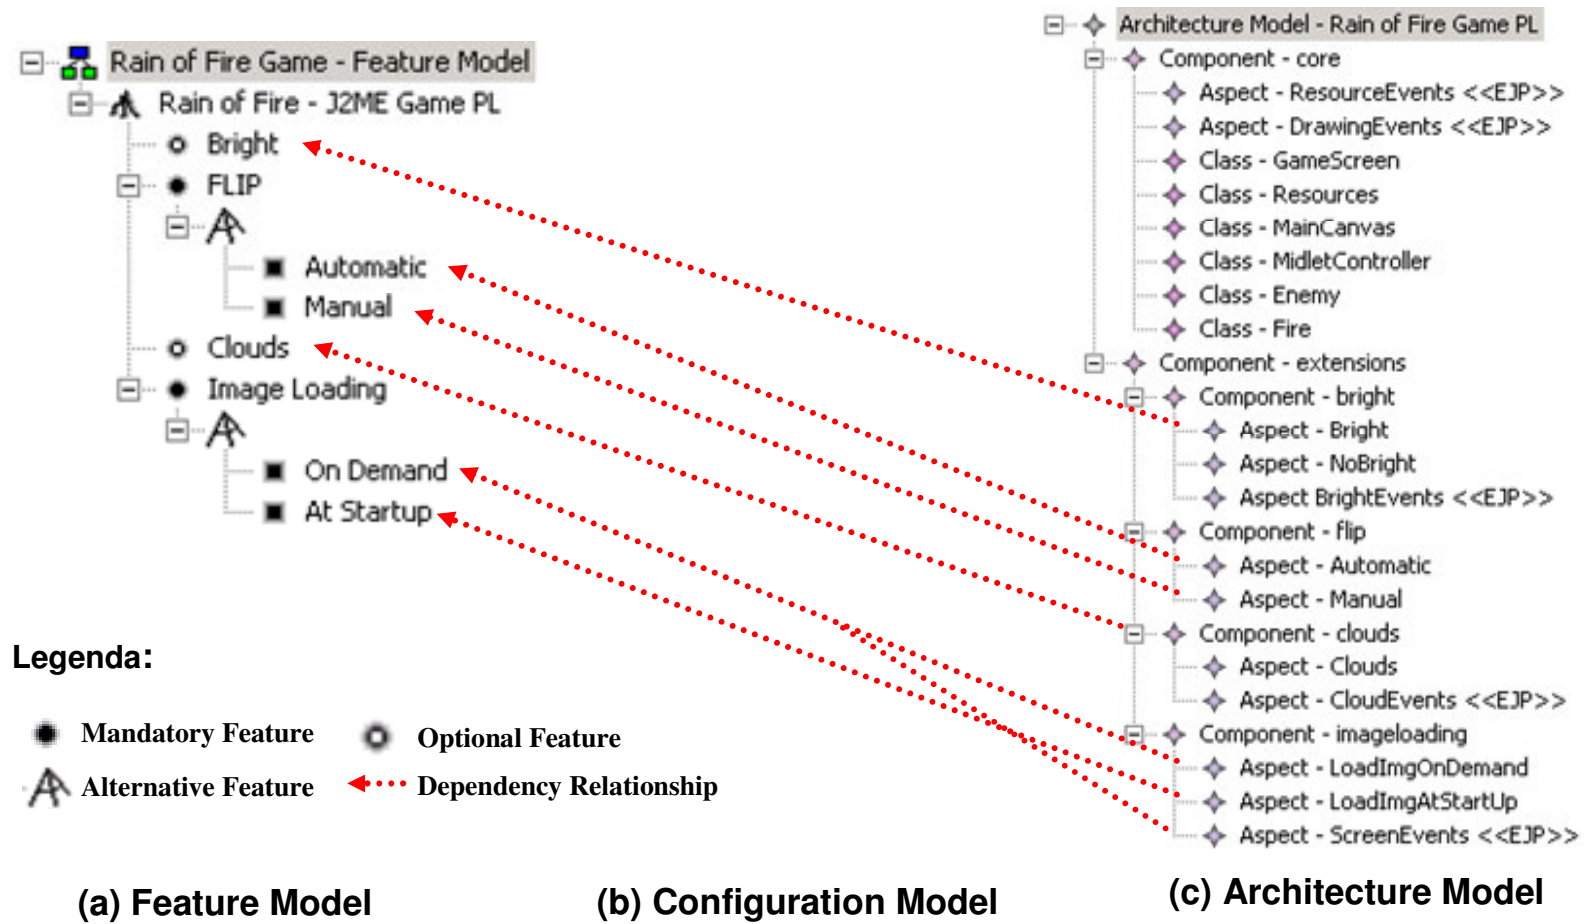 Rain of Fire Game - Feature Model
Rain of Fire - J2ME Game PL
Bright
FLIP
Automatic
Manual
Clouds
Image Loading
On Demand
At Startup
Legenda:
Mandatory Feature
Optional Feature
Alternative Feature
Dependency Relationship
(a) Feature Model
(b) Configuration Model
Architecture Model - Rain of Fire Game PL
Component - core
Aspect - ResourceEvents <<EJP>>
Aspect - DrawingEvents <<EJP>>
Class - GameScreen
Class - Resources
Class - MainCanvas
Class - MidletController
Class - Enemy
Class - Fire
Component - extensions
Component - bright
Aspect - Bright
Aspect - NoBright
Aspect BrightEvents <<EJP>>
Component - flip
Aspect - Automatic
Aspect - Manual
Component - clouds
Aspect - Clouds
Aspect - CloudEvents <<EJP>>
Component - imageloading
Aspect - LoadImgOnDemand
Aspect - LoadImgAtStartUp
Aspect - ScreenEvents <<EJP>>
(c) Architecture Model